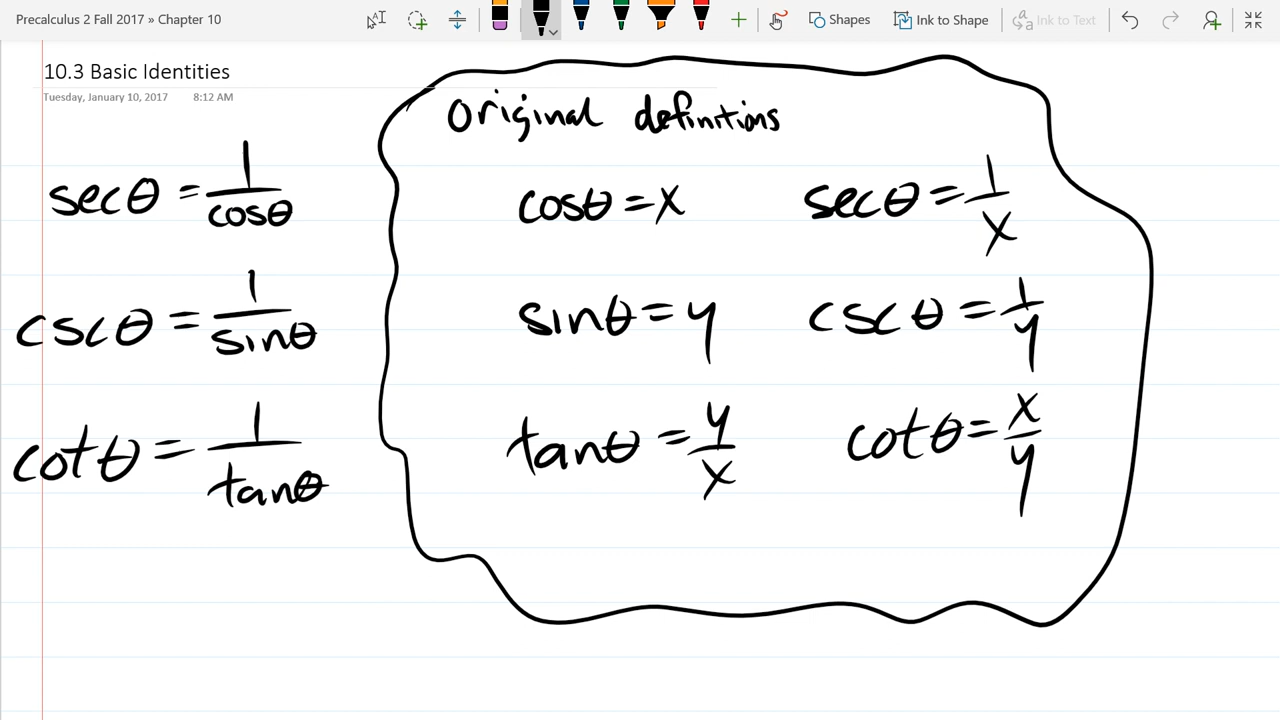 Precalculus 2 Fall 2017 » Chapter 10
Shapes
Ink to Shape
Ink to Text
10.3 Basic Identities
Tuesday, January 10, 2017 8:12 AM
Original definitions
secθ = 1/cosθ
cscθ = 1/sinθ
cotθ = 1/tanθ
cosθ = x secθ = 1/x
sinθ = y cscθ = 1/y
tanθ = y/x cotθ = x/y